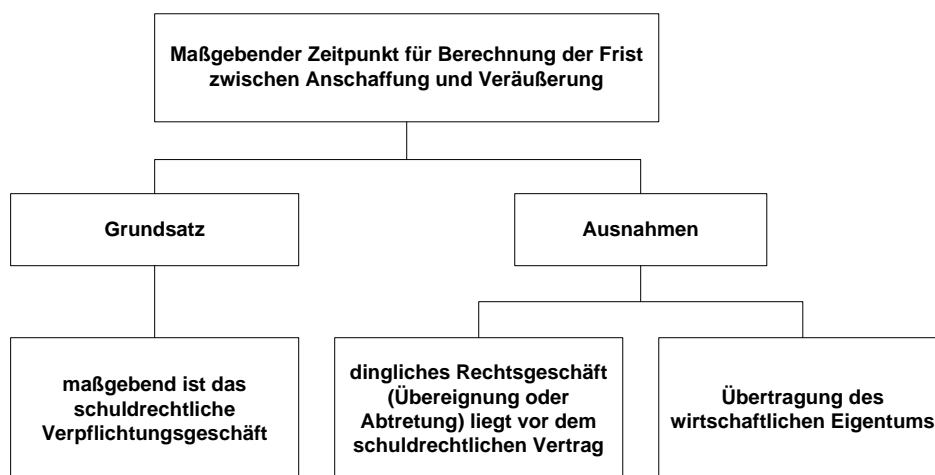 Maßgebender Zeitpunkt für Berechnung der Frist
zwischen Anschaffung und Veräußerung
Grundsatz
Ausnahmen
maßgebend ist das
schuldrechtliche
Verpflichtungsgeschäft
dingliches Rechtsgeschäft
(Übereignung oder
Abtretung) liegt vor dem
schuldrechtlichen Vertrag
Übertragung des
wirtschaftlichen Eigentums